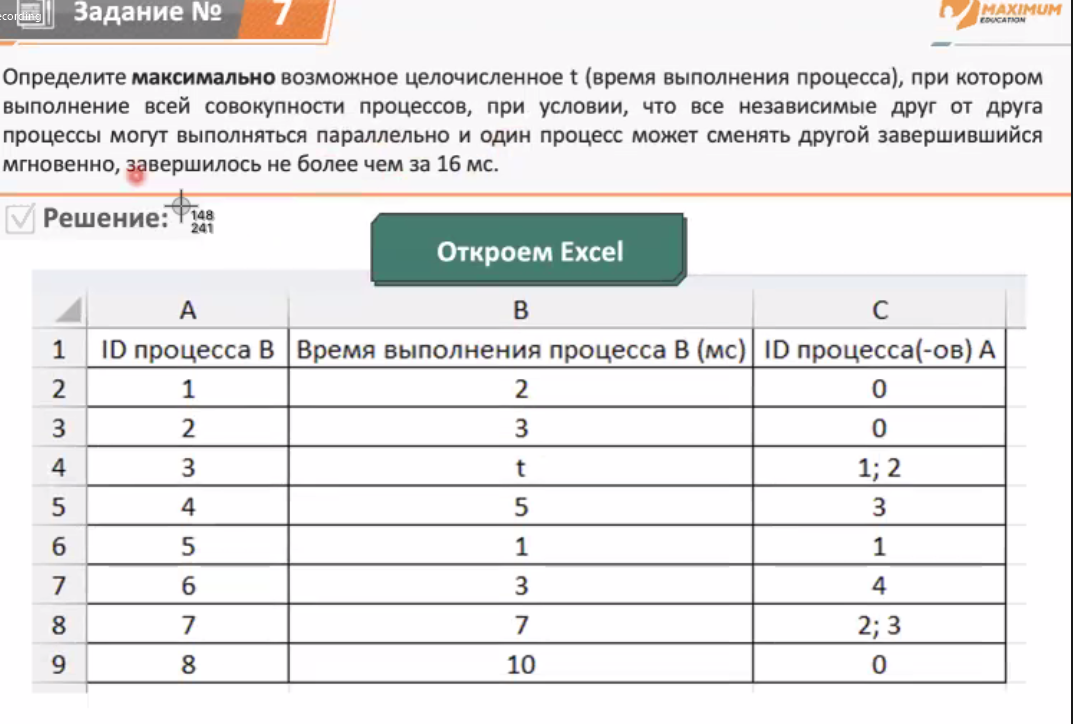 ecording
Задание № 7
MAXIMUM
EDUCATION
Определите максимально возможное целочисленное t (время выполнения процесса), при котором
выполнение всей совокупности процессов, при условии, что все независимые друг от друга
процессы могут выполняться параллельно и один процесс может сменять другой завершившийся
мгновенно, завершилось не более чем за 16 мс.
Решение:
148
241
Откроем Excel
A B C
1 ID процесса B Время выполнения процесса B (мс) ID процесса(-ов) A
2 1 2 0
3 2 3 0
4 3 t 1; 2
5 4 5 3
6 5 1 1
7 6 3 4
8 7 7 2; 3
9 8 10 0